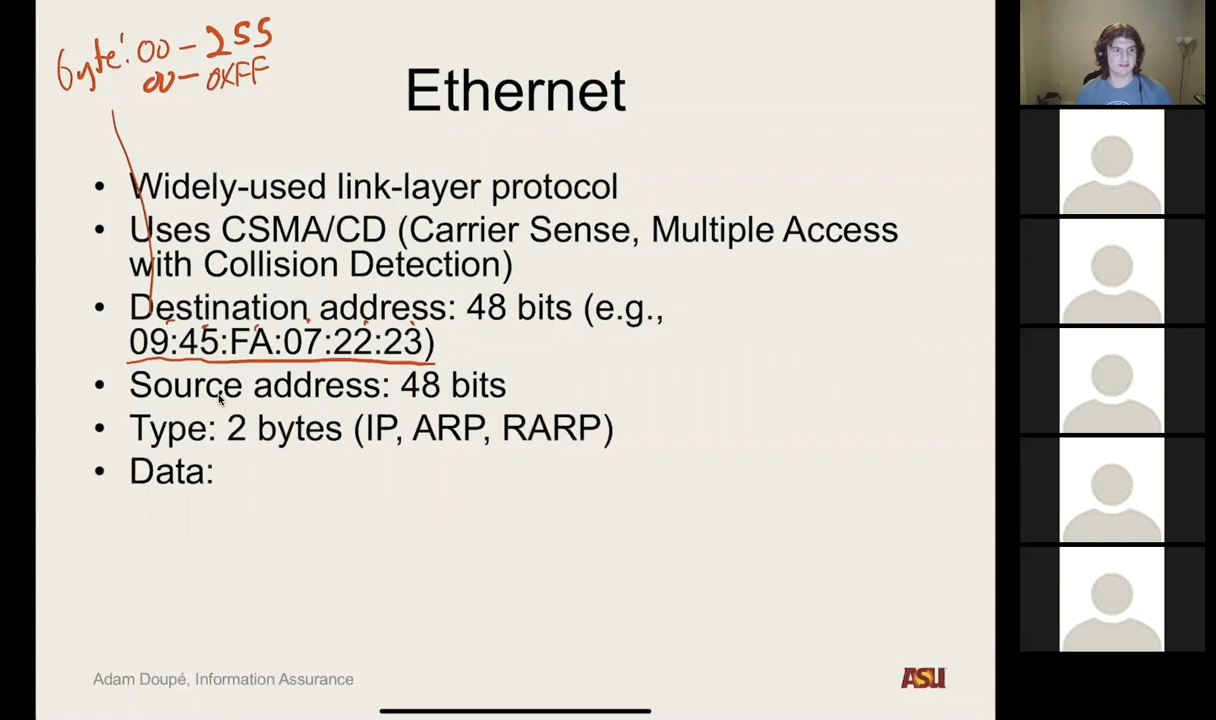 byte: 00 - 255
00 - 0xFF
Ethernet
• Widely-used link-layer protocol
• Uses CSMA/CD (Carrier Sense, Multiple Access
with Collision Detection)
• Destination address: 48 bits (e.g.,
09:45:FA:07:22:23)
• Source address: 48 bits
• Type: 2 bytes (IP, ARP, RARP)
• Data:
Adam Doupé, Information Assurance
ASU